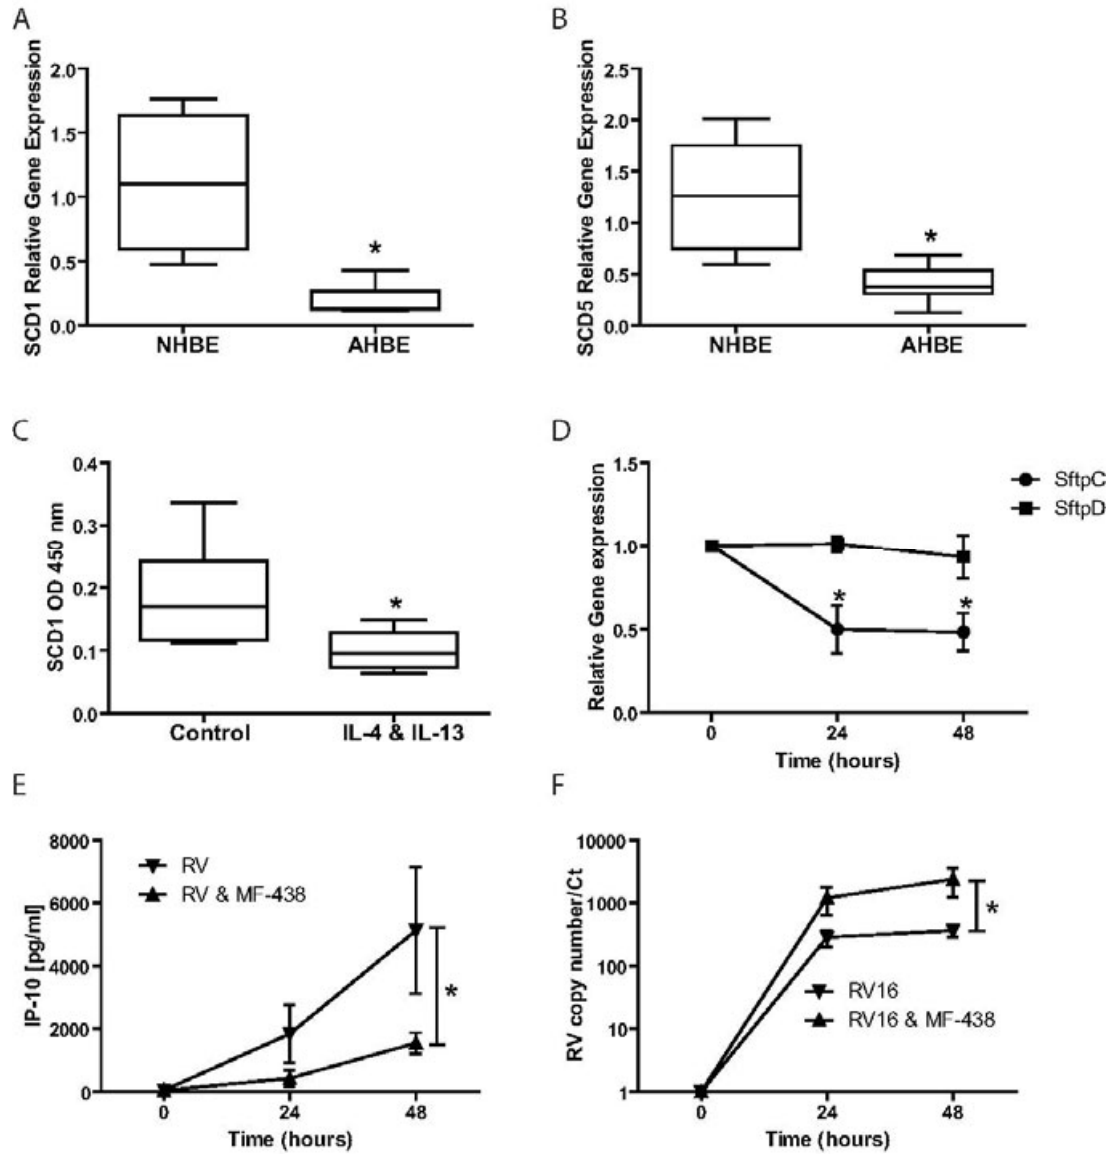 A
SCD1 Relative Gene Expression
2.0
1.5
1.0
0.5
0.0
*
NHBE AHBE
B
SCD5 Relative Gene Expression
2.5
2.0
1.5
1.0
0.5
0.0
*
NHBE AHBE
C
SCD1 OD 450 nm
0.4
0.3
0.2
0.1
0.0
*
Control IL-4 & IL-13
D
Relative Gene expression
1.5
1.0
0.5
0.0
* *
SftpC
SftpD
0 24 48
Time (hours)
E
IP-10 [pg/ml]
8000
6000
4000
2000
0
RV
RV & MF-438
*
0 24 48
Time (hours)
F
RV copy number/Ct
10000
1000
100
10
1
*
RV16
RV16 & MF-438
0 24 48
Time (hours)